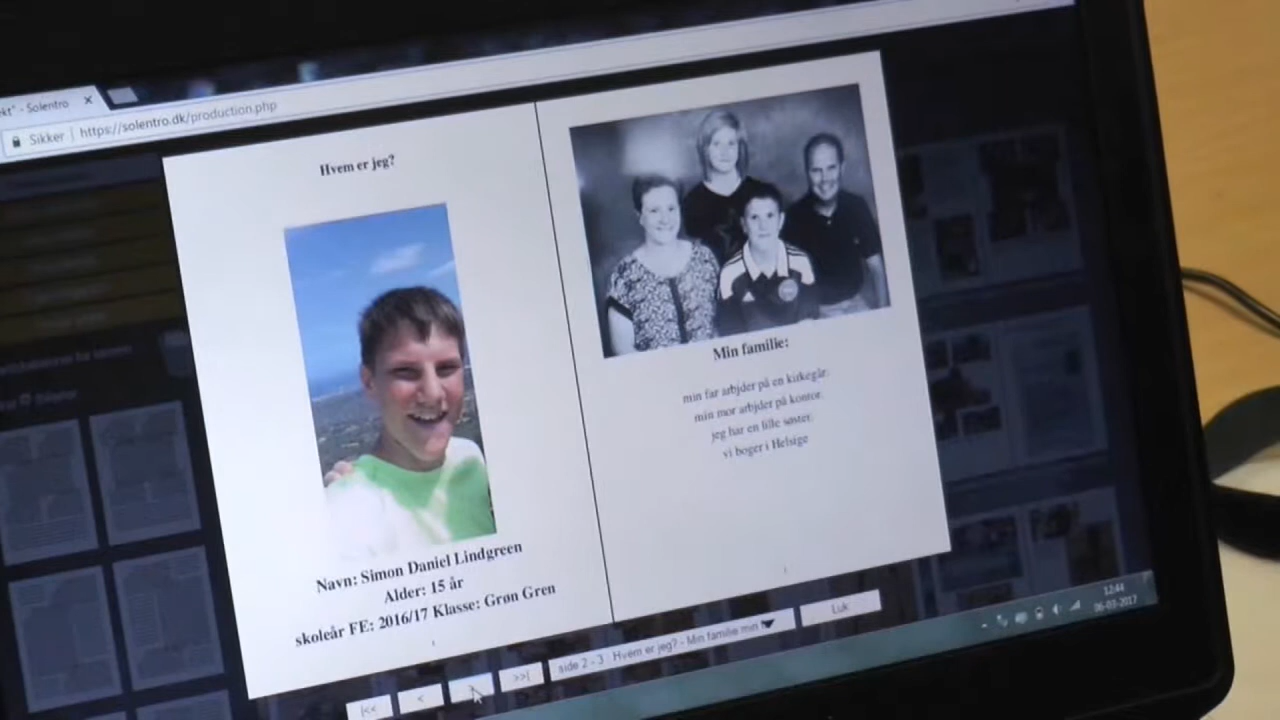 kt" - Solentro
Sikker | https://solentro.dk/production.php
Hvem er jeg?
Navn: Simon Daniel Lindgreen
Alder: 15 år
skoleår FE: 2016/17 Klasse: Grøn Gren
Min familie:
min far arbjder på en kirkegår.
min mor arbjder på kontor.
jeg har en lille søster.
vi boger i Helsige
|<<
<
>
>>|
side 2 - 3 : Hvem er jeg? - Min familie min
Luk
12:44
06-03-2017